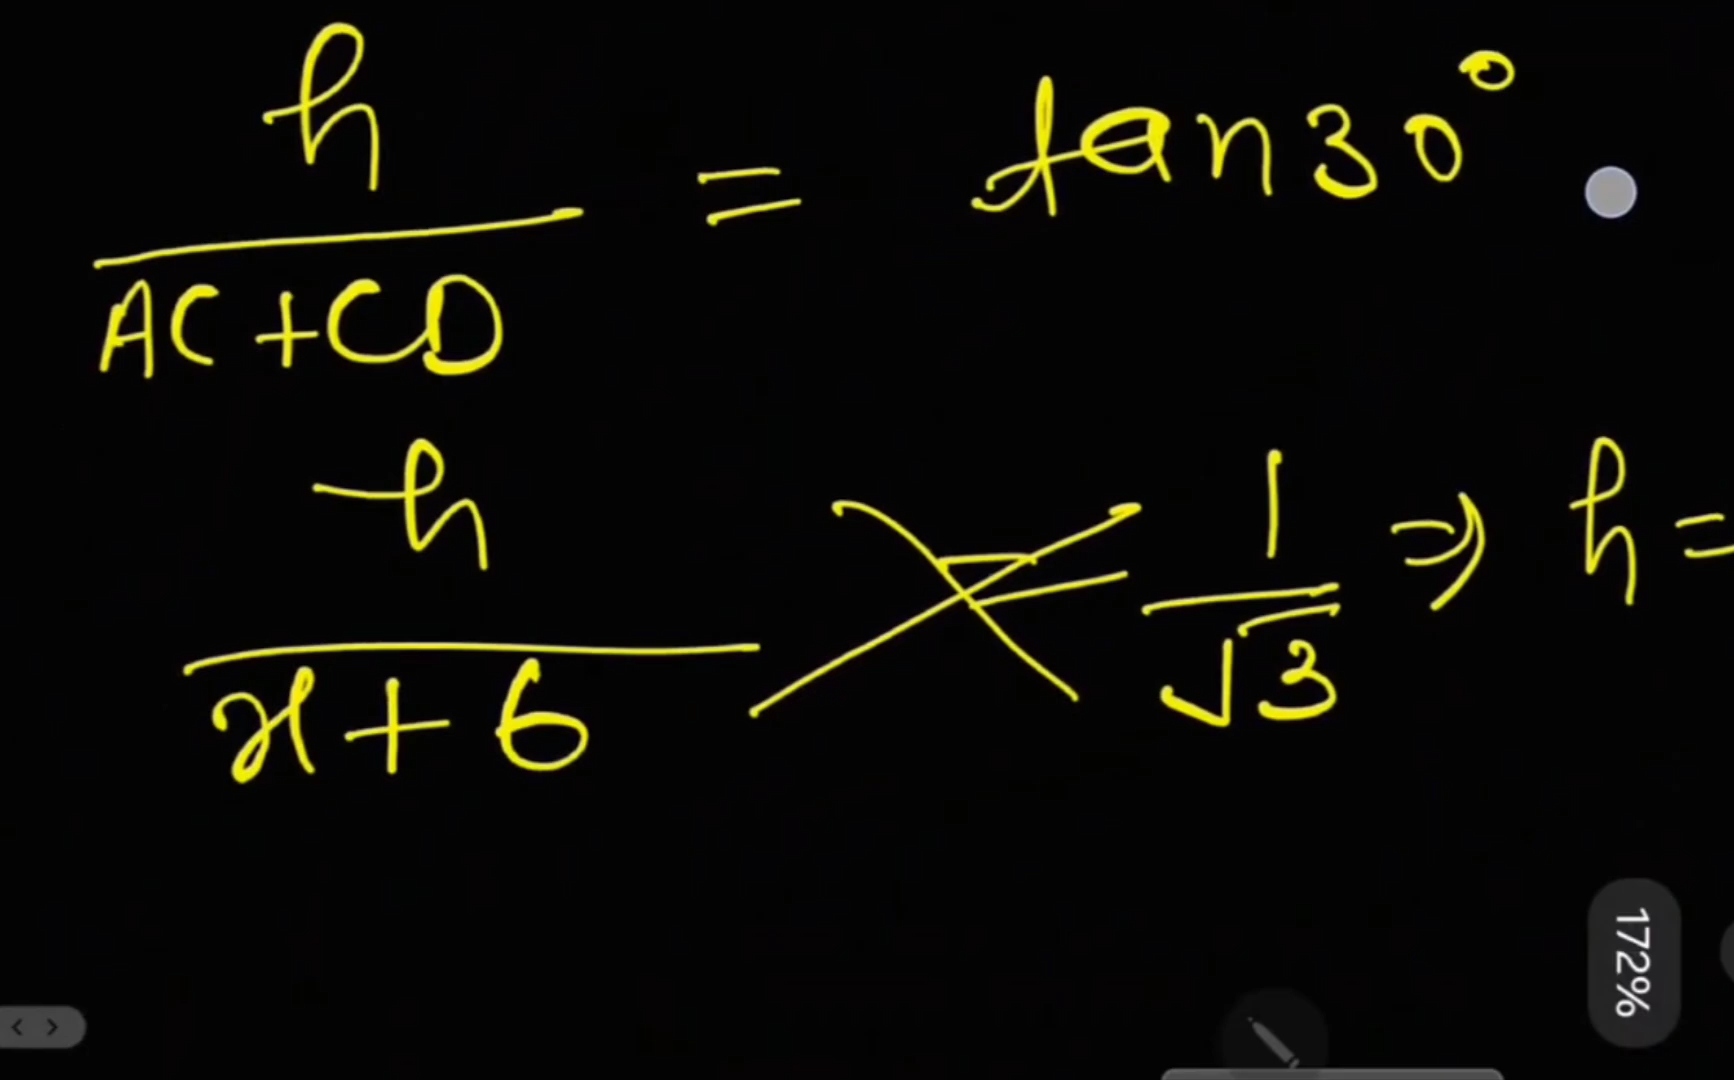 h/(AC+CD) = tan30°
h/(x+6) = 1/√3 ⇒ h=
172%